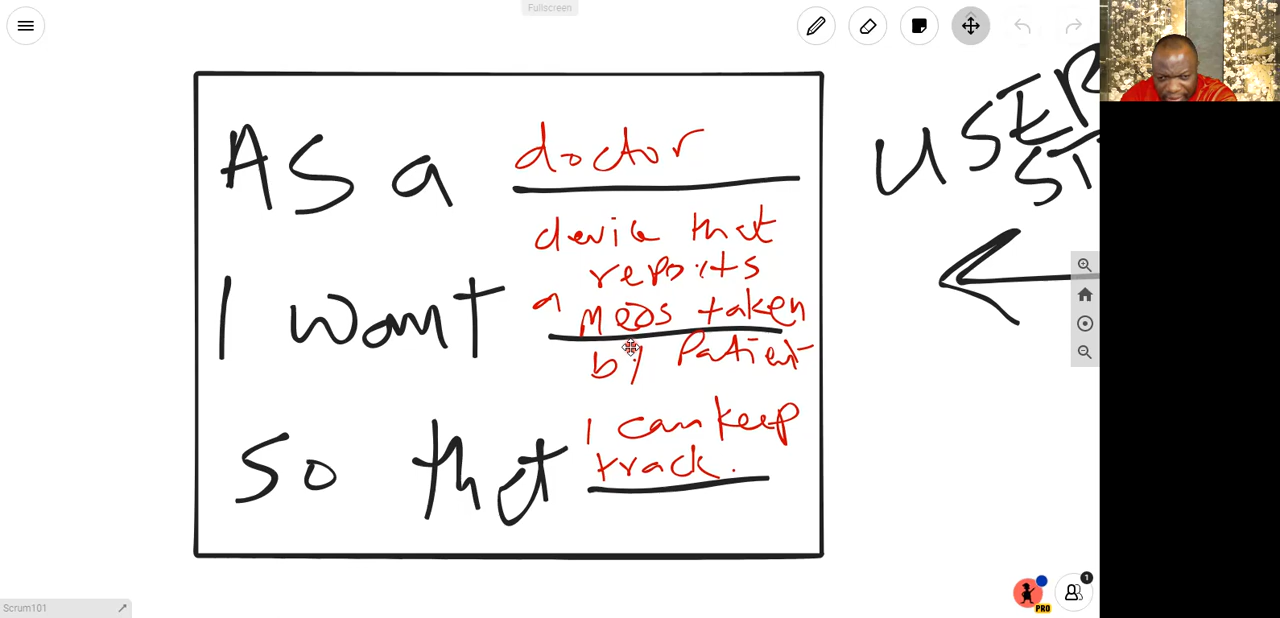 Fullscreen
As a doctor
device that
reports
I want a MEDS taken
by Patient
I can keep
so that track.
USER
Scrum101
PRO
1